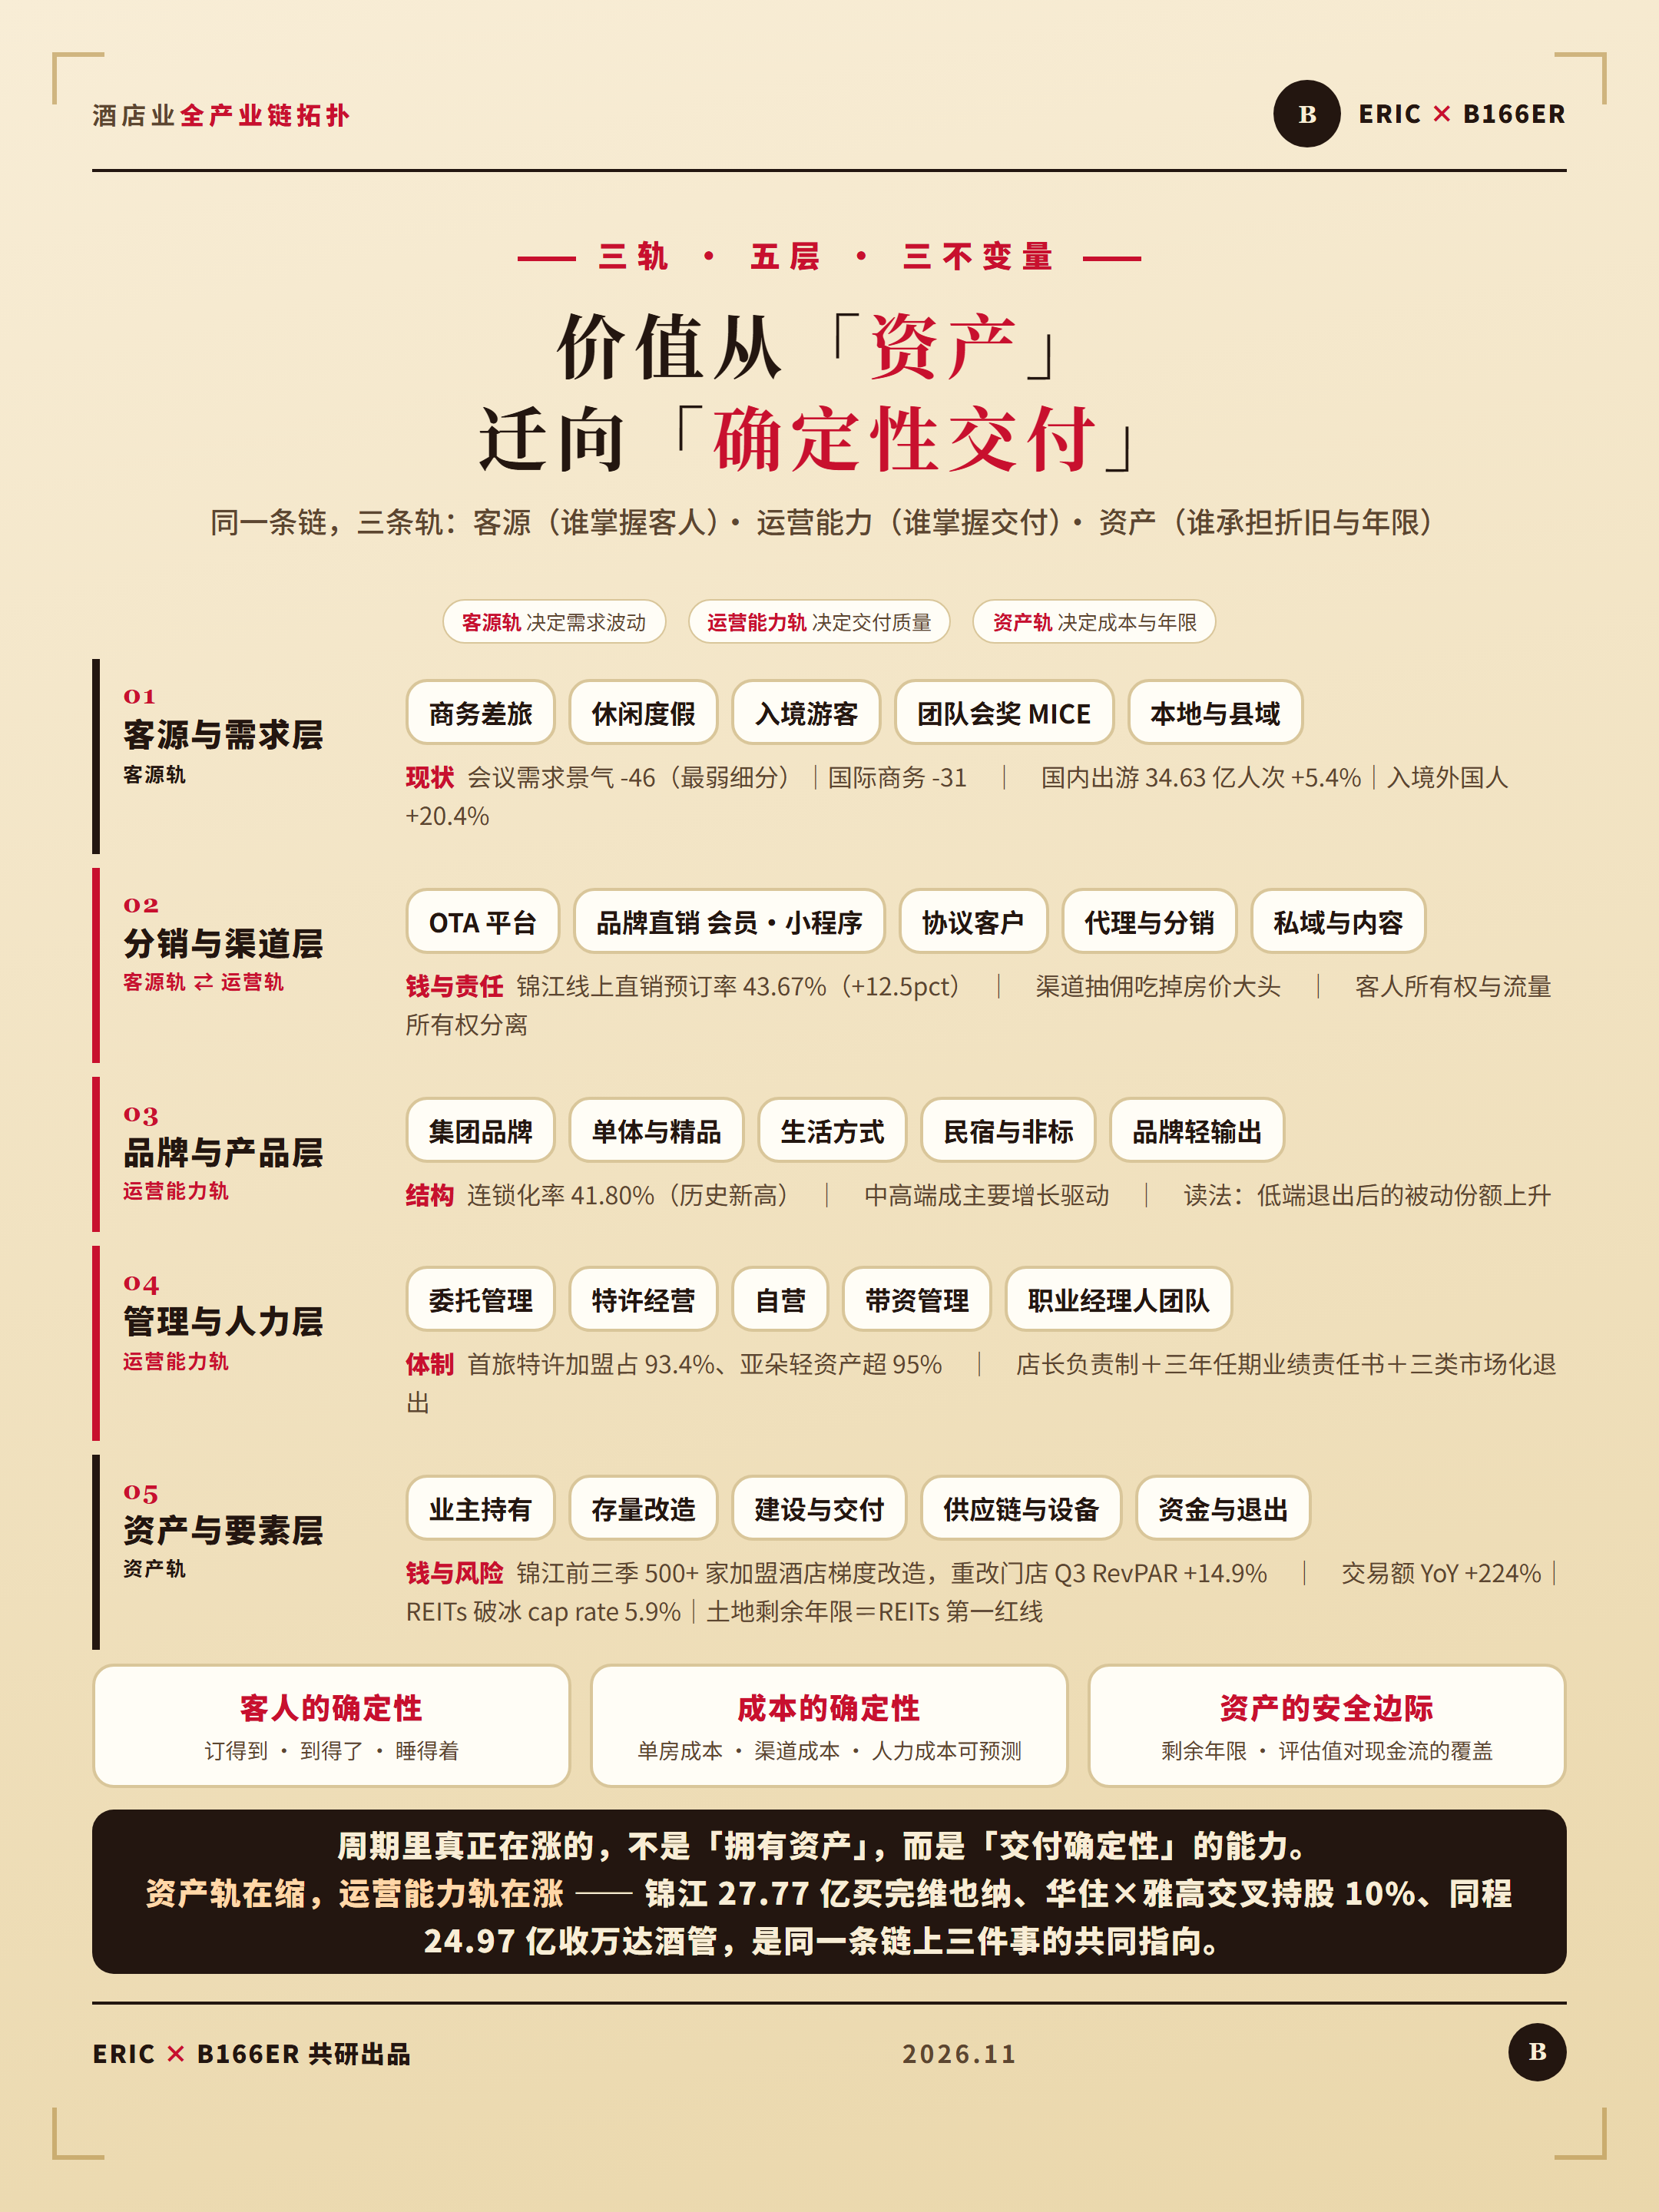 酒店业全产业链拓扑
B ERIC × B166ER
三轨 · 五层 · 三不变量
价值从「资产」
迁向「确定性交付」
同一条链，三条轨：客源（谁掌握客人）· 运营能力（谁掌握交付）· 资产（谁承担折旧与年限）
客源轨 决定需求波动
运营能力轨 决定交付质量
资产轨 决定成本与年限
01
客源与需求层
客源轨
商务差旅
休闲度假
入境游客
团队会奖 MICE
本地与县域
现状 会议需求景气 -46（最弱细分）｜国际商务 -31 ｜ 国内出游 34.63 亿人次 +5.4%｜入境外国人
+20.4%
02
分销与渠道层
客源轨 ⇄ 运营轨
OTA 平台
品牌直销 会员·小程序
协议客户
代理与分销
私域与内容
钱与责任 锦江线上直销预订率 43.67%（+12.5pct） ｜ 渠道抽佣吃掉房价大头 ｜ 客人所有权与流量
所有权分离
03
品牌与产品层
运营能力轨
集团品牌
单体与精品
生活方式
民宿与非标
品牌轻输出
结构 连锁化率 41.80%（历史新高） ｜ 中高端成主要增长驱动 ｜ 读法：低端退出后的被动份额上升
04
管理与人力层
运营能力轨
委托管理
特许经营
自营
带资管理
职业经理人团队
体制 首旅特许加盟占 93.4%、亚朵轻资产超 95% ｜ 店长负责制＋三年任期业绩责任书＋三类市场化退
出
05
资产与要素层
资产轨
业主持有
存量改造
建设与交付
供应链与设备
资金与退出
钱与风险 锦江前三季 500+ 家加盟酒店梯度改造，重改门店 Q3 RevPAR +14.9% ｜ 交易额 YoY +224%｜
REITs 破冰 cap rate 5.9%｜土地剩余年限＝REITs 第一红线
客人的确定性
订得到 · 到得了 · 睡得着
成本的确定性
单房成本 · 渠道成本 · 人力成本可预测
资产的安全边际
剩余年限 · 评估值对现金流的覆盖
周期里真正在涨的，不是「拥有资产」，而是「交付确定性」的能力。
资产轨在缩，运营能力轨在涨 —— 锦江 27.77 亿买完维也纳、华住×雅高交叉持股 10%、同程
24.97 亿收万达酒管，是同一条链上三件事的共同指向。
ERIC × B166ER 共研出品
2026.11
B